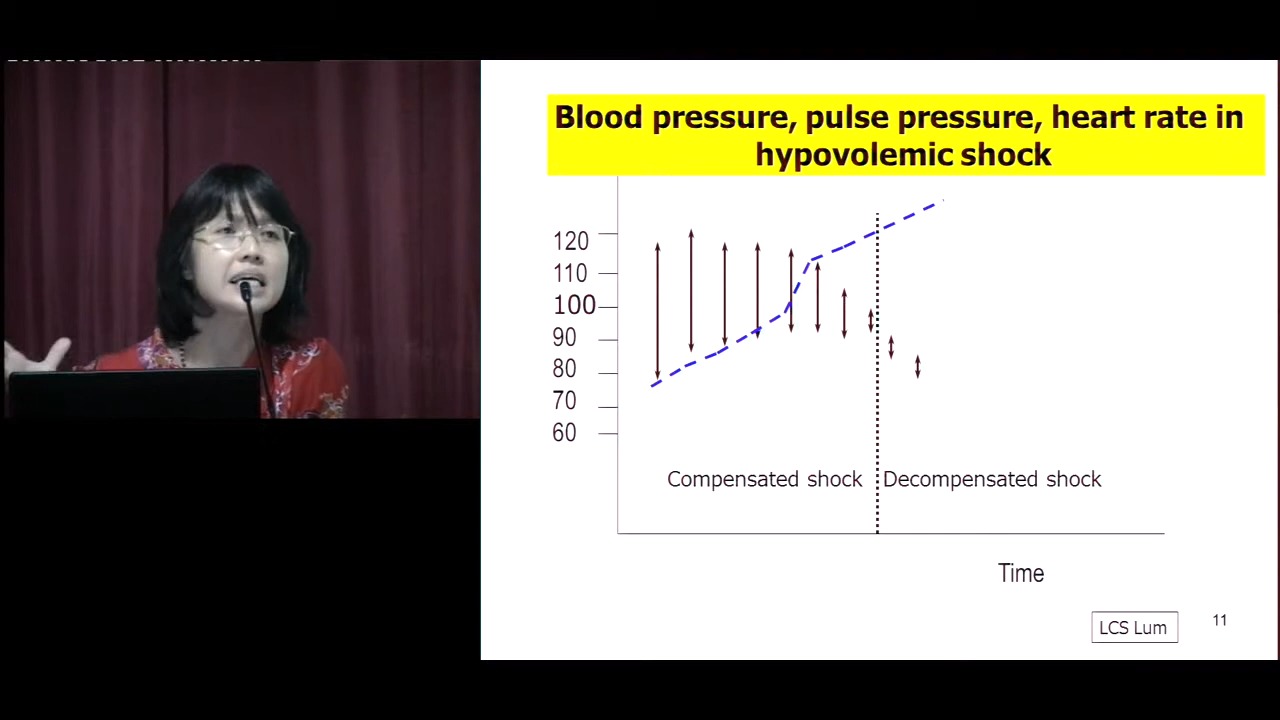 Blood pressure, pulse pressure, heart rate in
hypovolemic shock
120
110
100
90
80
70
60
Compensated shock
Decompensated shock
Time
LCS Lum
11